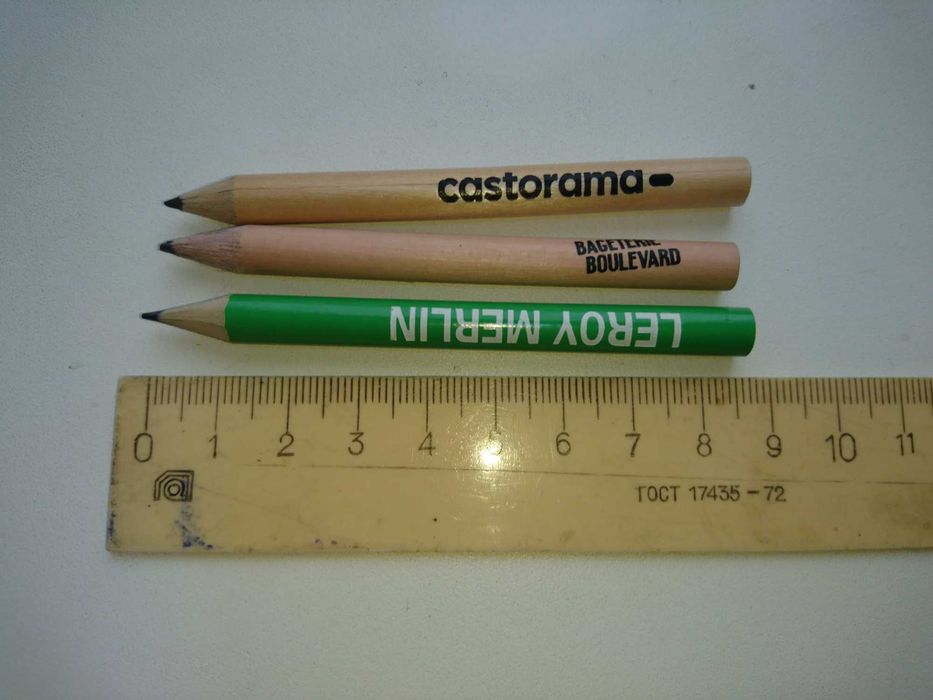 castorama
BAGETERIE
BOULEVARD
LEROY MERLIN
0 1 2 3 4 5 6 7 8 9 10 11
ГОСТ 17435-72